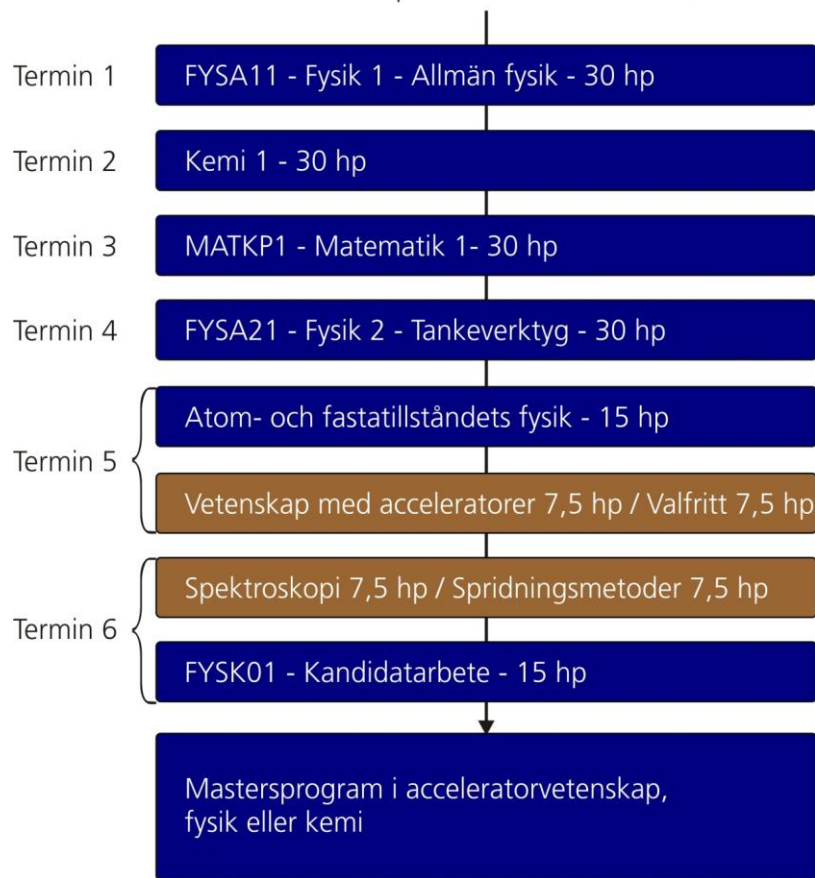 Termin 1
FYSA11 - Fysik 1 - Allmän fysik - 30 hp
Termin 2
Kemi 1 - 30 hp
Termin 3
MATKP1 - Matematik 1- 30 hp
Termin 4
FYSA21 - Fysik 2 - Tankeverktyg - 30 hp
Termin 5
Atom- och fastatillståndets fysik - 15 hp
Vetenskap med acceleratorer 7,5 hp / Valfritt 7,5 hp
Termin 6
Spektroskopi 7,5 hp / Spridningsmetoder 7,5 hp
FYSK01 - Kandidatarbete - 15 hp
Mastersprogram i acceleratorvetenskap,
fysik eller kemi